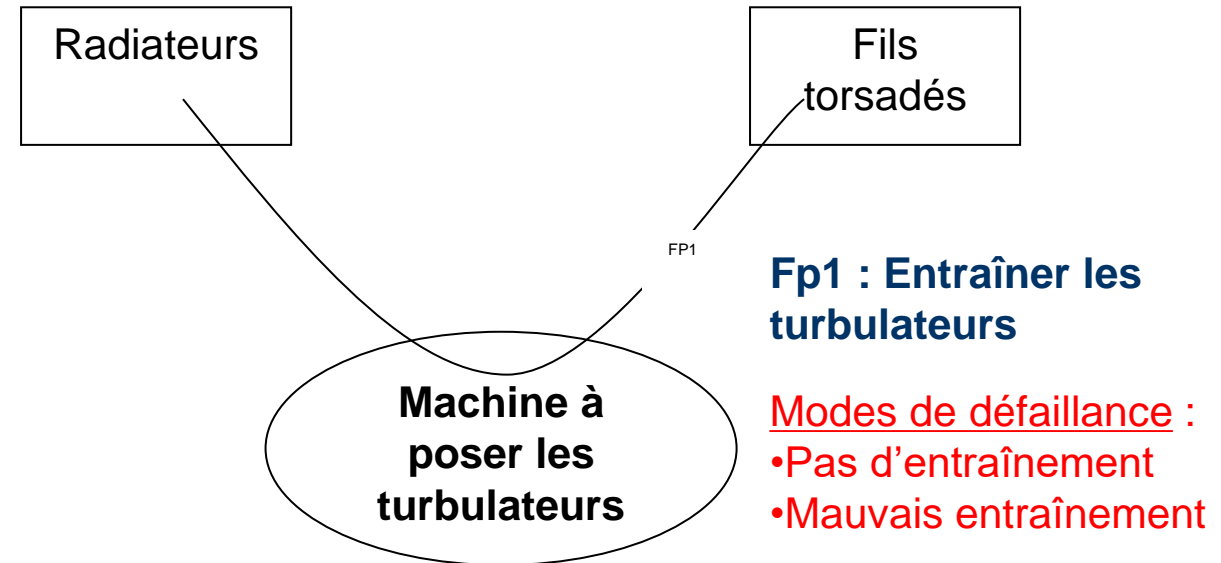 Radiateurs
Fils
torsadés
FP1
Fp1 : Entraîner les
turbulateurs
Machine à
poser les
turbulateurs
Modes de défaillance :
•Pas d’entraînement
•Mauvais entraînement